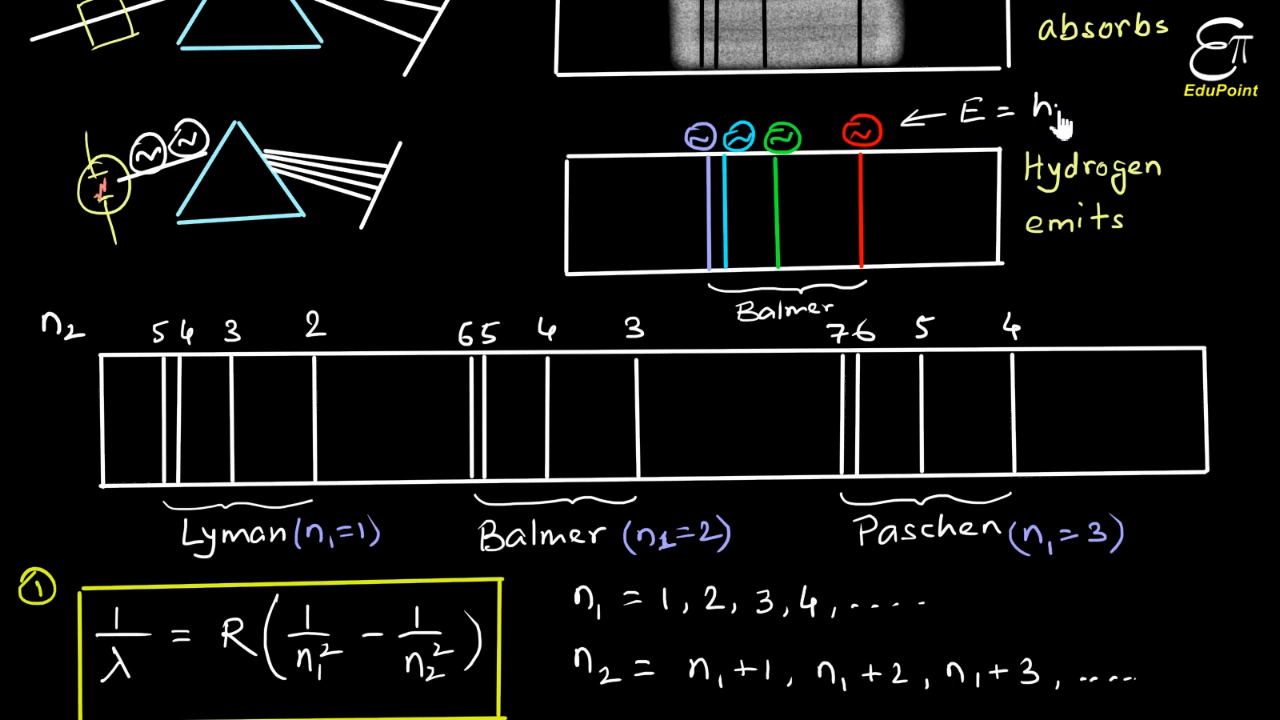 absorbs
επ
EduPoint
← E = h
Hydrogen
emits
Balmer
n₂ 5 4 3 2 6 5 4 3 7 6 5 4
Lyman (n₁=1) Balmer (n₁=2) Paschen (n₁=3)
①
1/λ = R(1/n₁² − 1/n₂²)
n₁ = 1, 2, 3, 4, .....
n₂ = n₁+1, n₁+2, n₁+3, .....